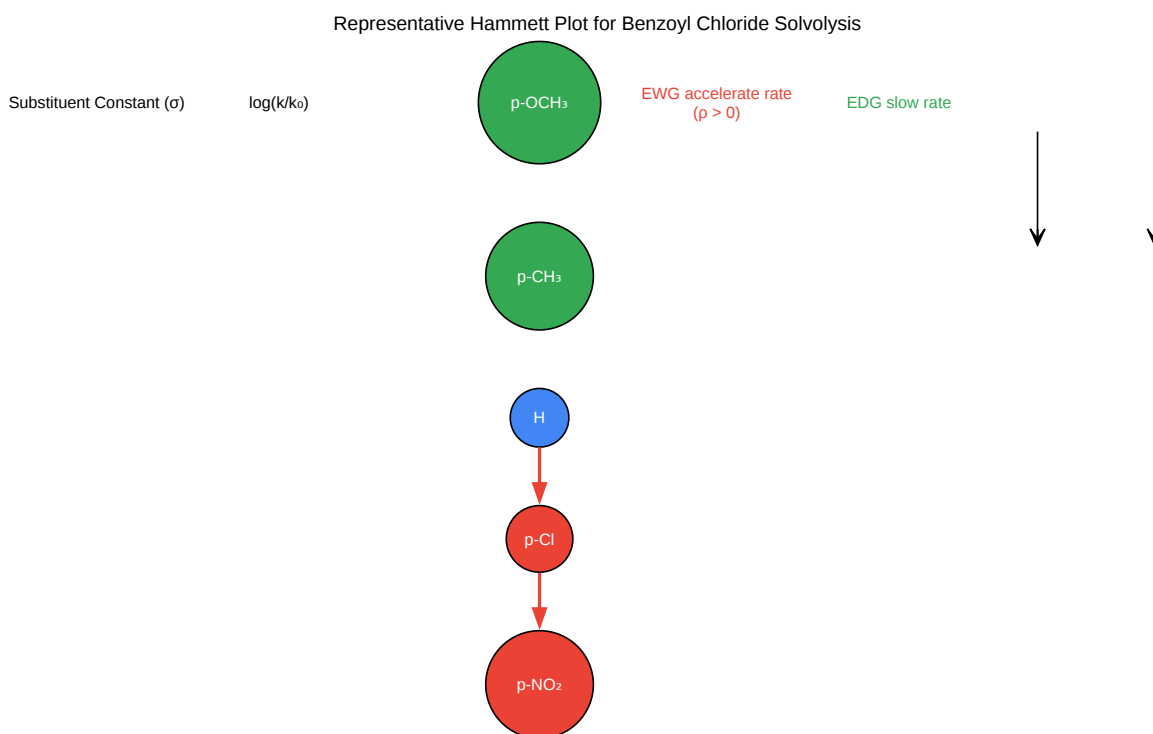 Representative Hammett Plot for Benzoyl Chloride Solvolysis
Substituent Constant (σ)
log(k/k₀)
p-OCH₃
EWG accelerate rate
(ρ > 0)
EDG slow rate
p-CH₃
H
p-Cl
p-NO₂